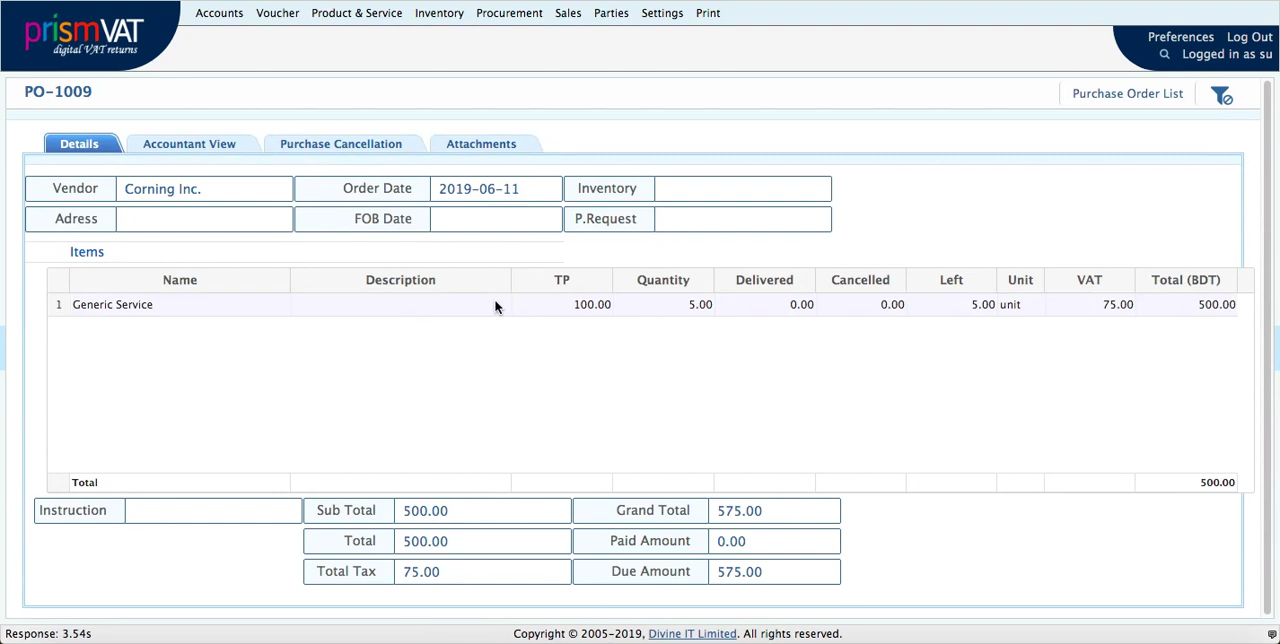 Accounts Voucher Product & Service Inventory Procurement Sales Parties Settings Print
prismVAT
digital VAT returns
Preferences Log Out
Logged in as su
PO-1009
Purchase Order List
Details Accountant View Purchase Cancellation Attachments
Vendor Corning Inc. Order Date 2019-06-11 Inventory
Adress FOB Date P.Request
Items
Name Description TP Quantity Delivered Cancelled Left Unit VAT Total (BDT)
1 Generic Service 100.00 5.00 0.00 0.00 5.00 unit 75.00 500.00
Total 500.00
Instruction Sub Total 500.00 Grand Total 575.00
Total 500.00 Paid Amount 0.00
Total Tax 75.00 Due Amount 575.00
Response: 3.54s Copyright © 2005-2019, Divine IT Limited. All rights reserved.